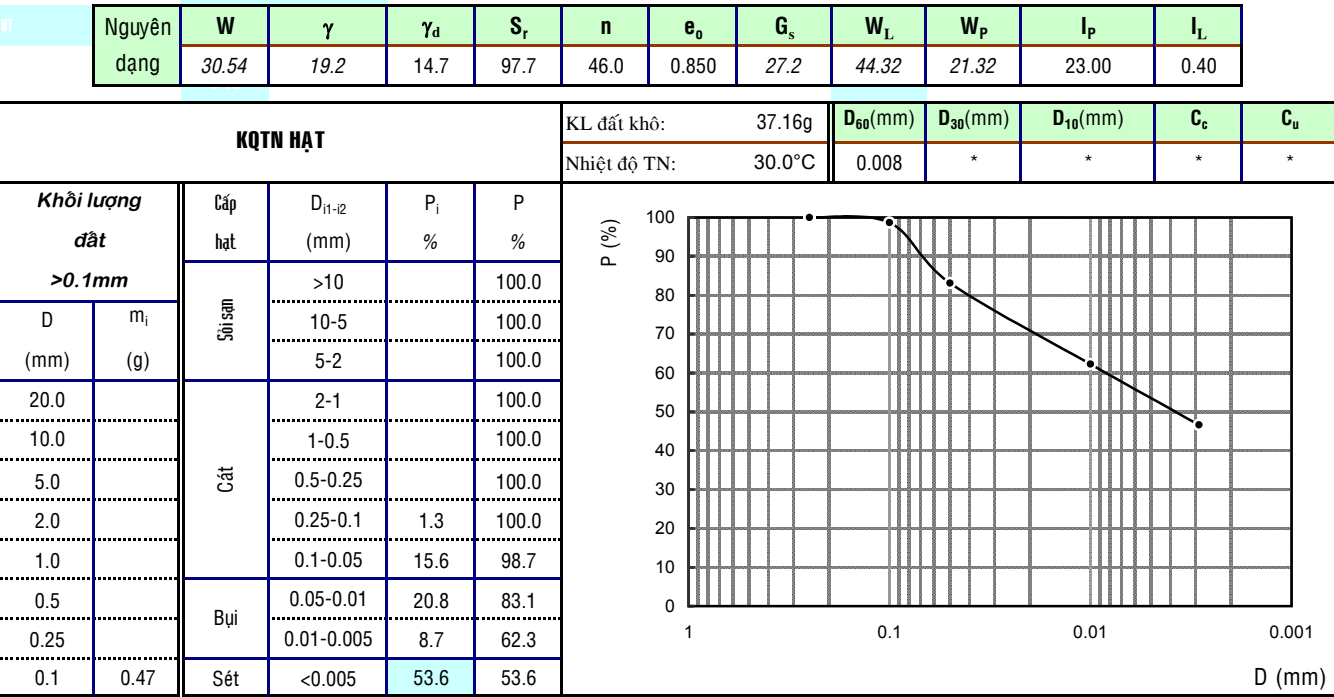 Nguyên dạng W γ γd Sr n eo Gs WL WP IP IL
30.54 19.2 14.7 97.7 46.0 0.850 27.2 44.32 21.32 23.00 0.40
KQTN HẠT
KL đất khô: 37.16g
Nhiệt độ TN: 30.0°C
D60(mm) D30(mm) D10(mm) Cc Cu
0.008 * * * *
Khối lượng
đất
>0.1mm
D mi
(mm) (g)
20.0
10.0
5.0
2.0
1.0
0.5
0.25
0.1 0.47
Cấp Di1-i2 Pi P
hạt (mm) % %
Sỏi sạn
>10 100.0
10-5 100.0
5-2 100.0
Cát
2-1 100.0
1-0.5 100.0
0.5-0.25 100.0
0.25-0.1 1.3 100.0
0.1-0.05 15.6 98.7
Bụi
0.05-0.01 20.8 83.1
0.01-0.005 8.7 62.3
Sét <0.005 53.6 53.6
P (%)
100
90
80
70
60
50
40
30
20
10
0
1 0.1 0.01 0.001
D (mm)